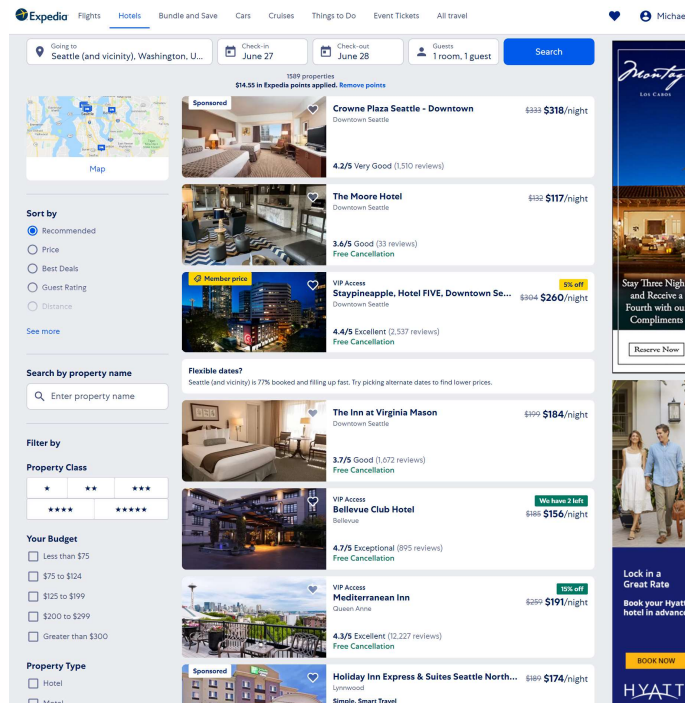 Expedia
Flights
Hotels
Bundle and Save
Cars
Cruises
Things to Do
Event Tickets
All travel
Michae
Going to
Seattle (and vicinity), Washington, U...
Check-in
June 27
Check-out
June 28
Guests
1 room, 1 guest
Search
1589 properties
$14.55 in Expedia points applied. Remove points
Map
Sort by
Recommended
Price
Best Deals
Guest Rating
Distance
See more
Search by property name
Enter property name
Filter by
Property Class
★
★★
★★★
★★★★
★★★★★
Your Budget
Less than $75
$75 to $124
$125 to $199
$200 to $299
Greater than $300
Property Type
Hotel
Motel
Sponsored
Crowne Plaza Seattle - Downtown
$333 $318/night
Downtown Seattle
4.2/5 Very Good (1,510 reviews)
The Moore Hotel
$132 $117/night
Downtown Seattle
3.6/5 Good (33 reviews)
Free Cancellation
Member price
VIP Access
5% off
Staypineapple, Hotel FIVE, Downtown Se...
$304 $260/night
Downtown Seattle
4.4/5 Excellent (2,537 reviews)
Free Cancellation
Flexible dates?
Seattle (and vicinity) is 77% booked and filling up fast. Try picking alternate dates to find lower prices.
The Inn at Virginia Mason
$199 $184/night
Downtown Seattle
3.7/5 Good (1,672 reviews)
Free Cancellation
VIP Access
We have 2 left
Bellevue Club Hotel
$185 $156/night
Bellevue
4.7/5 Exceptional (895 reviews)
Free Cancellation
VIP Access
15% off
Mediterranean Inn
$259 $191/night
Queen Anne
4.3/5 Excellent (12,227 reviews)
Free Cancellation
Sponsored
Holiday Inn Express & Suites Seattle North...
$189 $174/night
Lynnwood
Simple, Smart Travel
Montag
Los Cabos
Stay Three Nigh
and Receive a
Fourth with ou
Compliments
Reserve Now
Lock in a
Great Rate
Book your Hyatt
hotel in advance
BOOK NOW
HYATT